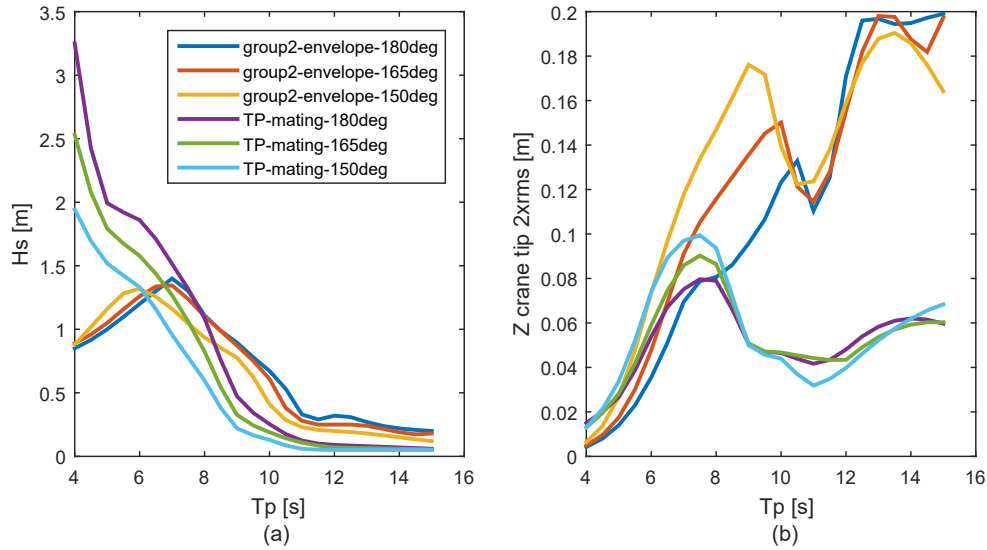 3.5
3
2.5
2
1.5
1
0.5
0
Hs [m]
group2-envelope-180deg
group2-envelope-165deg
group2-envelope-150deg
TP-mating-180deg
TP-mating-165deg
TP-mating-150deg
4 6 8 10 12 14 16
Tp [s]
(a)
0.2
0.18
0.16
0.14
0.12
0.1
0.08
0.06
0.04
0.02
0
Z crane tip 2xrms [m]
4 6 8 10 12 14 16
Tp [s]
(b)